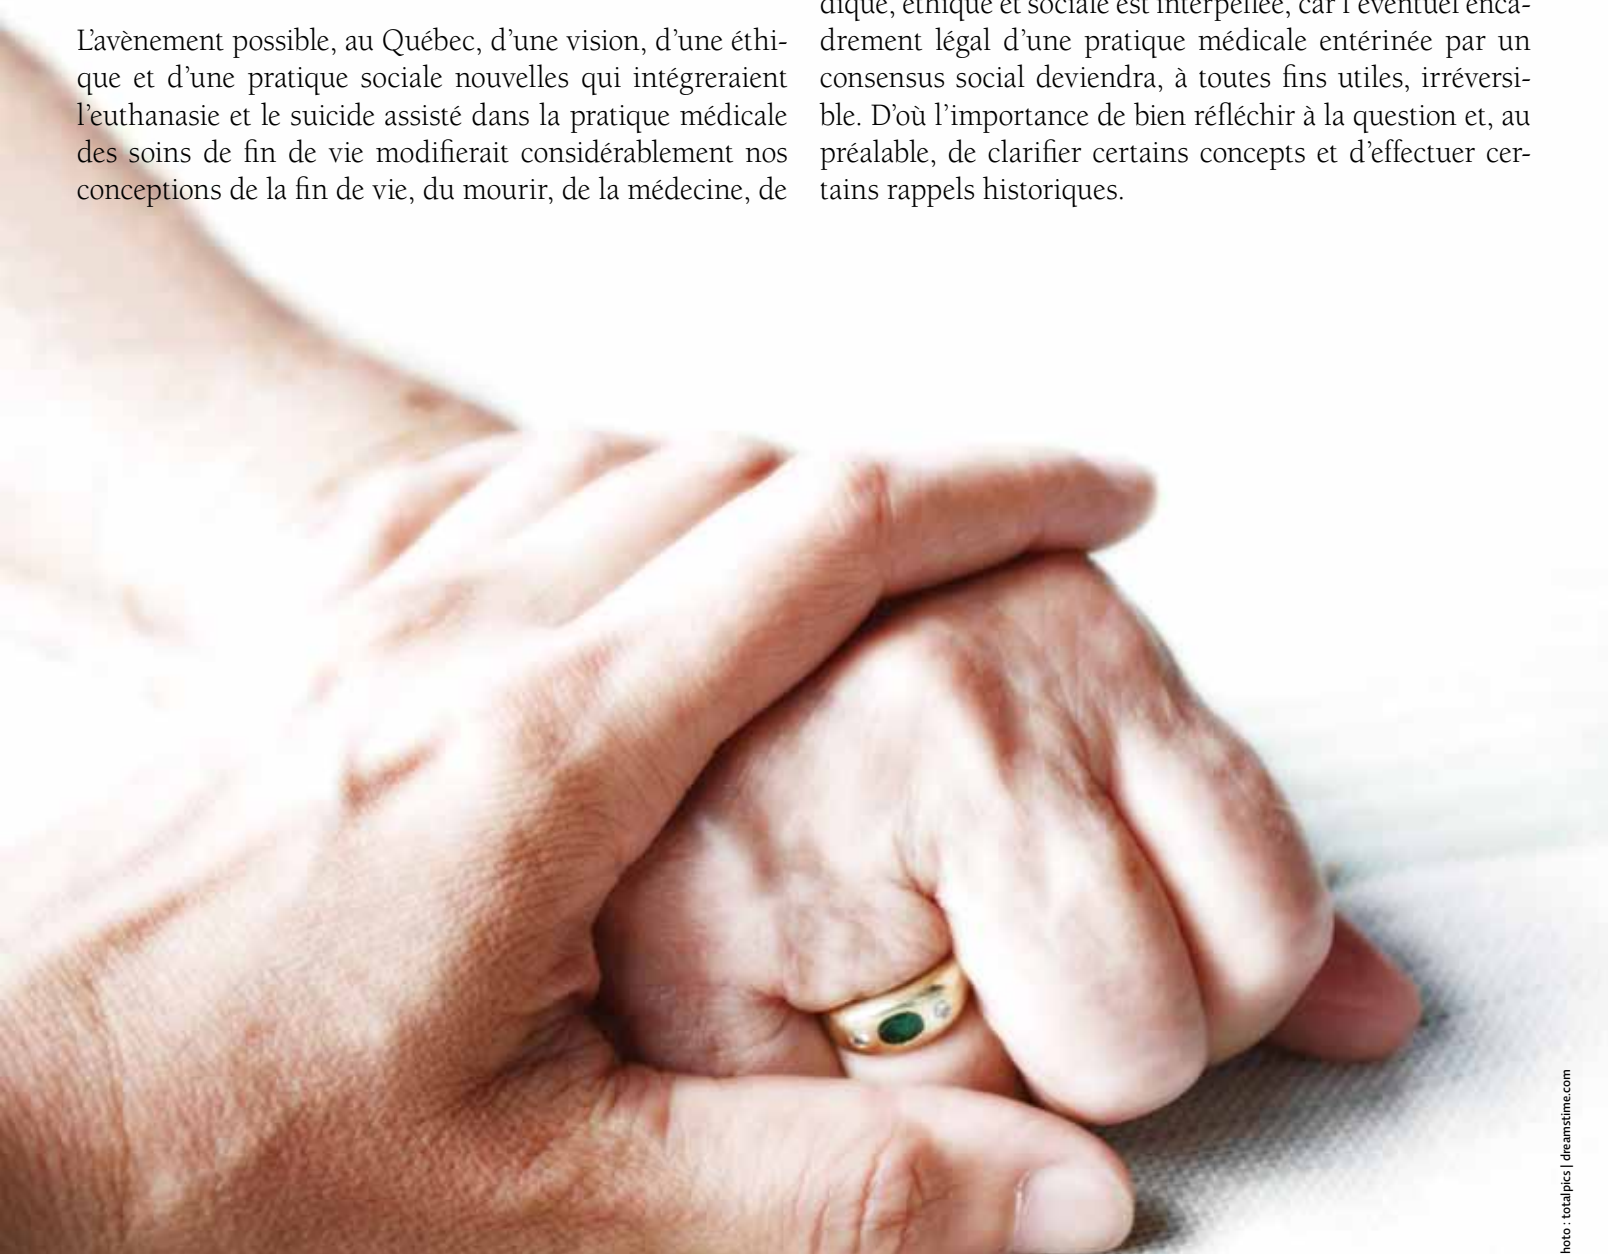 L’avènement possible, au Québec, d’une vision, d’une éthi-
que et d’une pratique sociale nouvelles qui intégreraient
l’euthanasie et le suicide assisté dans la pratique médicale
des soins de fin de vie modifierait considérablement nos
conceptions de la fin de vie, du mourir, de la médecine, de
dique, éthique et sociale est interpellée, car l’éventuel enca-
drement légal d’une pratique médicale entérinée par un
consensus social deviendra, à toutes fins utiles, irréversi-
ble. D’où l’importance de bien réfléchir à la question et, au
préalable, de clarifier certains concepts et d’effectuer cer-
tains rappels historiques.
hoto : totalpics | dreamstime.com